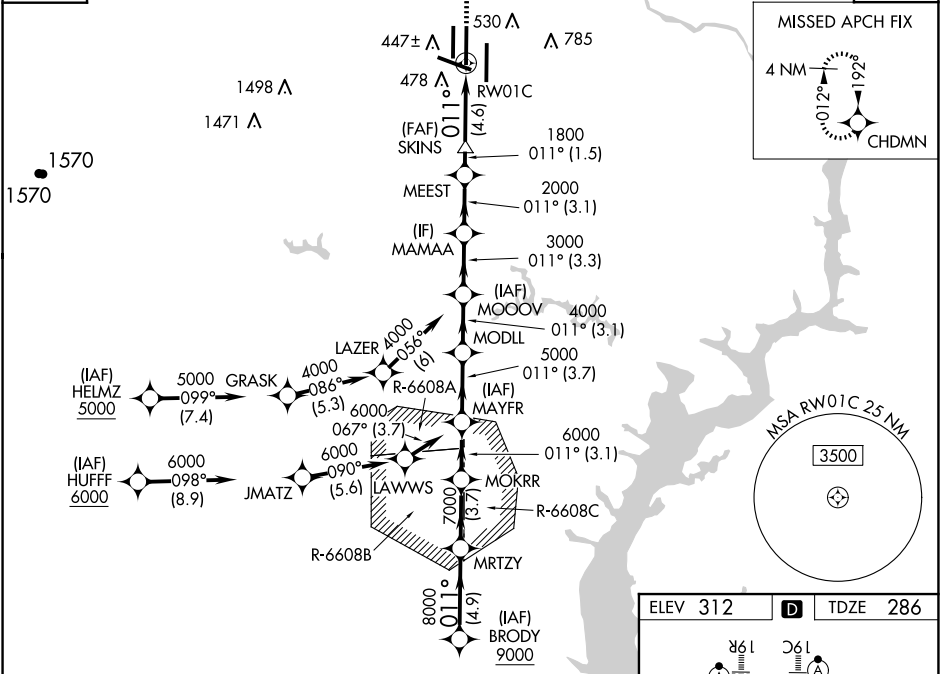 530
785
447±
478
RW01C
1498
1471
1570
1570
011°
(4.6)
(FAF)
SKINS
1800
011° (1.5)
MEEST
2000
011° (3.1)
(IF)
MAMAA
3000
011° (3.3)
(IAF)
MOOOV
4000
011° (3.1)
MODLL
5000
011° (3.7)
LAZER
4000
056°
(6)
(IAF)
HELMZ
5000
5000
099°
(7.4)
GRASK
4000
086°
(5.3)
R-6608A
(IAF)
MAYFR
6000
067° (3.7)
6000
011° (3.1)
(IAF)
HUFFF
6000
6000
098°
(8.9)
JMATZ
6000
090°
(5.6)
LAWWS
MOKRR
7000
(3.7)
R-6608C
R-6608B
MRTZY
8000
011°
(4.9)
(IAF)
BRODY
9000
MISSED APCH FIX
4 NM
012°
192°
CHDMN
MSA RW01C 25 NM
3500
ELEV 312
D
TDZE 286
19R
19C
A